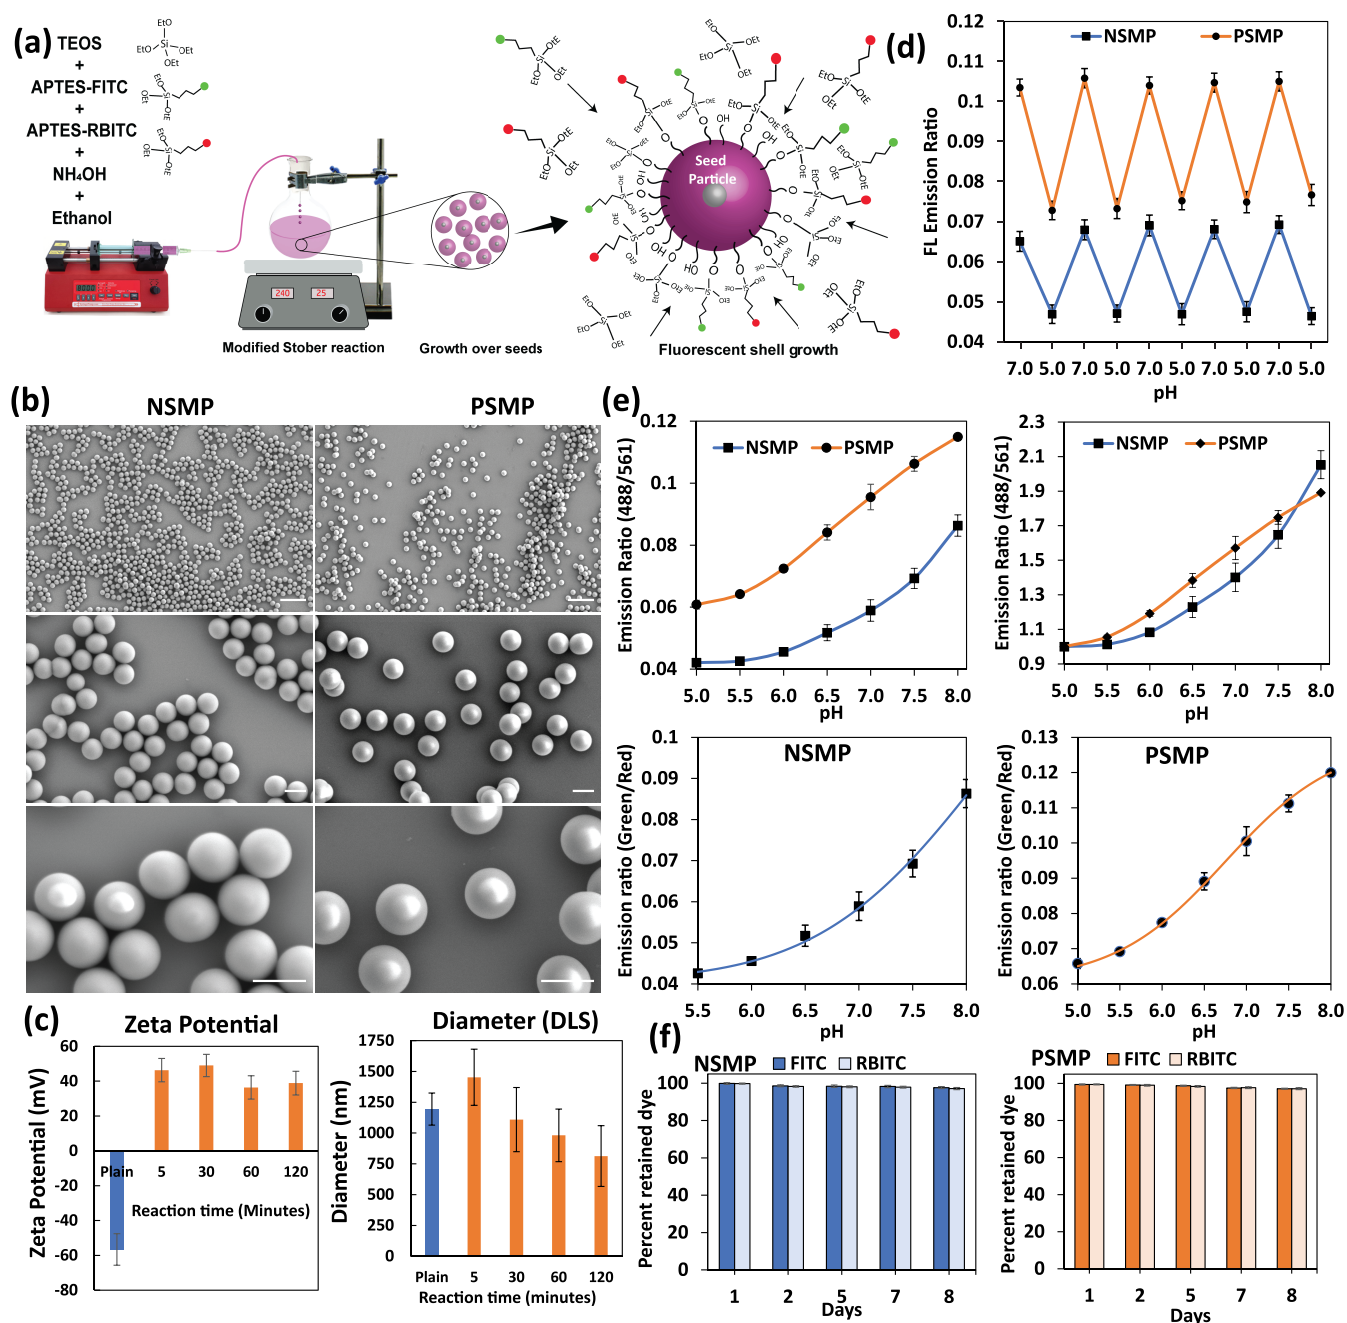 (a)
TEOS
+
APTES-FITC
+
APTES-RBITC
+
NH₄OH
+
Ethanol
EtO
EtO
Si
OEt
OEt
EtO
OEt
Si
OtE
EtO
OEt
Si
OtE
240
25
Modified Stober reaction
Growth over seeds
Seed
Particle
Fluorescent shell growth
(d)
NSMP
PSMP
FL Emission Ratio
0.12
0.11
0.1
0.09
0.08
0.07
0.06
0.05
0.04
7.0 5.0 7.0 5.0 7.0 5.0 7.0 5.0 7.0 5.0
pH
(b)
NSMP
PSMP
(e)
Emission Ratio (488/561)
0.12
0.1
0.08
0.06
0.04
NSMP
PSMP
5.0 5.5 6.0 6.5 7.0 7.5 8.0
pH
Emission Ratio (488/561)
2.3
2.1
1.9
1.7
1.5
1.3
1.1
0.9
NSMP
PSMP
5.0 5.5 6.0 6.5 7.0 7.5 8.0
pH
NSMP
Emission ratio (Green/Red)
0.1
0.09
0.08
0.07
0.06
0.05
0.04
5.5 6.0 6.5 7.0 7.5 8.0
pH
PSMP
Emission ratio (Green/Red)
0.13
0.12
0.11
0.10
0.09
0.08
0.07
0.06
5.0 5.5 6.0 6.5 7.0 7.5 8.0
pH
(c)
Zeta Potential
Zeta Potential (mV)
60
40
20
0
-20
-40
-60
-80
Plain 5 30 60 120
Reaction time (Minutes)
Diameter (DLS)
Diameter (nm)
1750
1500
1250
1000
750
500
250
0
Plain 5 30 60 120
Reaction time (minutes)
(f)
NSMP
FITC
RBITC
Percent retained dye
100
80
60
40
20
0
1 2 5 7 8
Days
PSMP
FITC
RBITC
Percent retained dye
100
80
60
40
20
0
1 2 5 7 8
Days